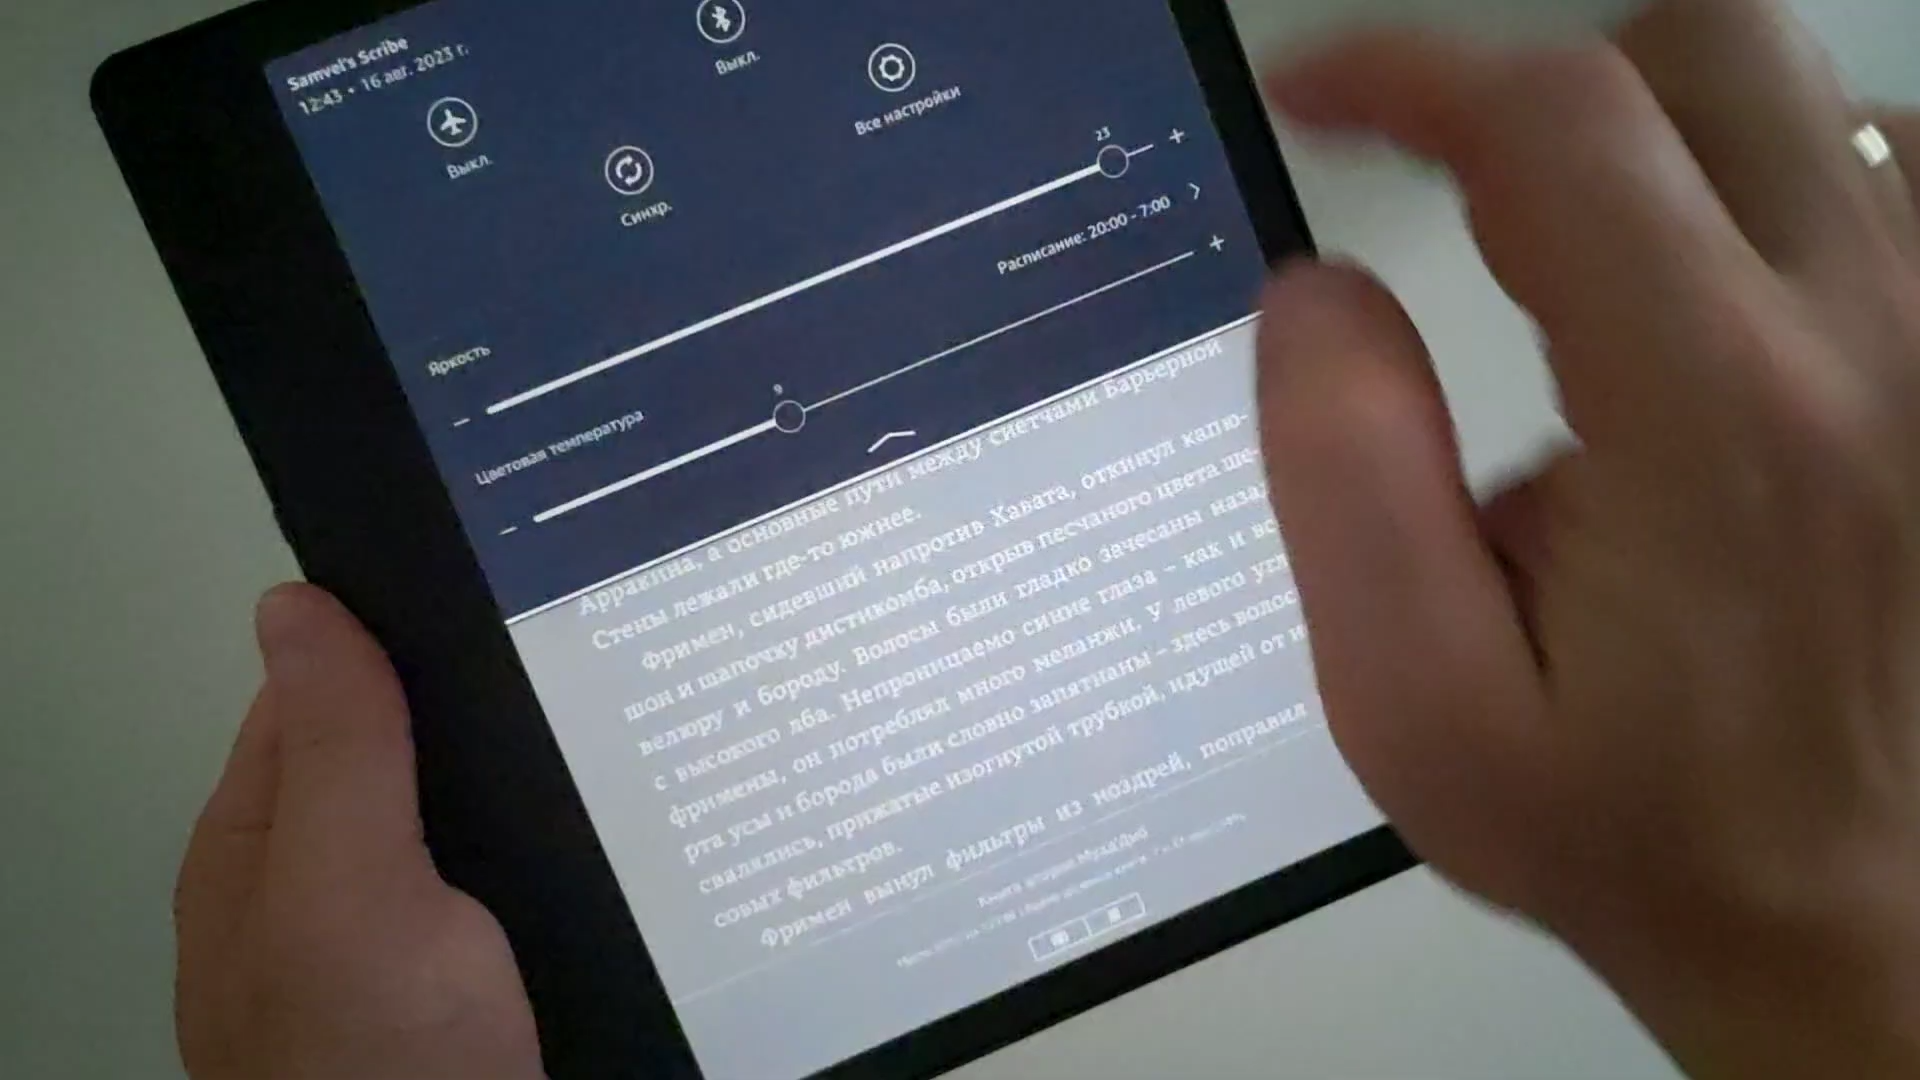 Samvel's Scribe
12:43 • 16 авг. 2023 г.
Выкл.
Синхр.
Выкл.
Все настройки
Яркость
23
− +
Расписание: 20:00 - 7:00 >
Цветовая температура
9
− +
Арракина, а основные пути между сиетчами Барьерной
Стены лежали где-то южнее.
Фримен, сидевший напротив Хавата, откинул капю-
шон и шапочку дистикомба, открыв песчаного цвета ше-
велюру и бороду. Волосы были гладко зачесаны назад
с высокого лба. Непроницаемо синие глаза – как и вс
фримены, он потреблял много меланжи, у левого угл
рта усы и борода были словно запятнаны – здесь волос
свалялись, прижатые изогнутой трубкой, идущей от н
совых фильтров.
Фримен вынул фильтры из ноздрей, поправил
Книга вторая Муад'Диб